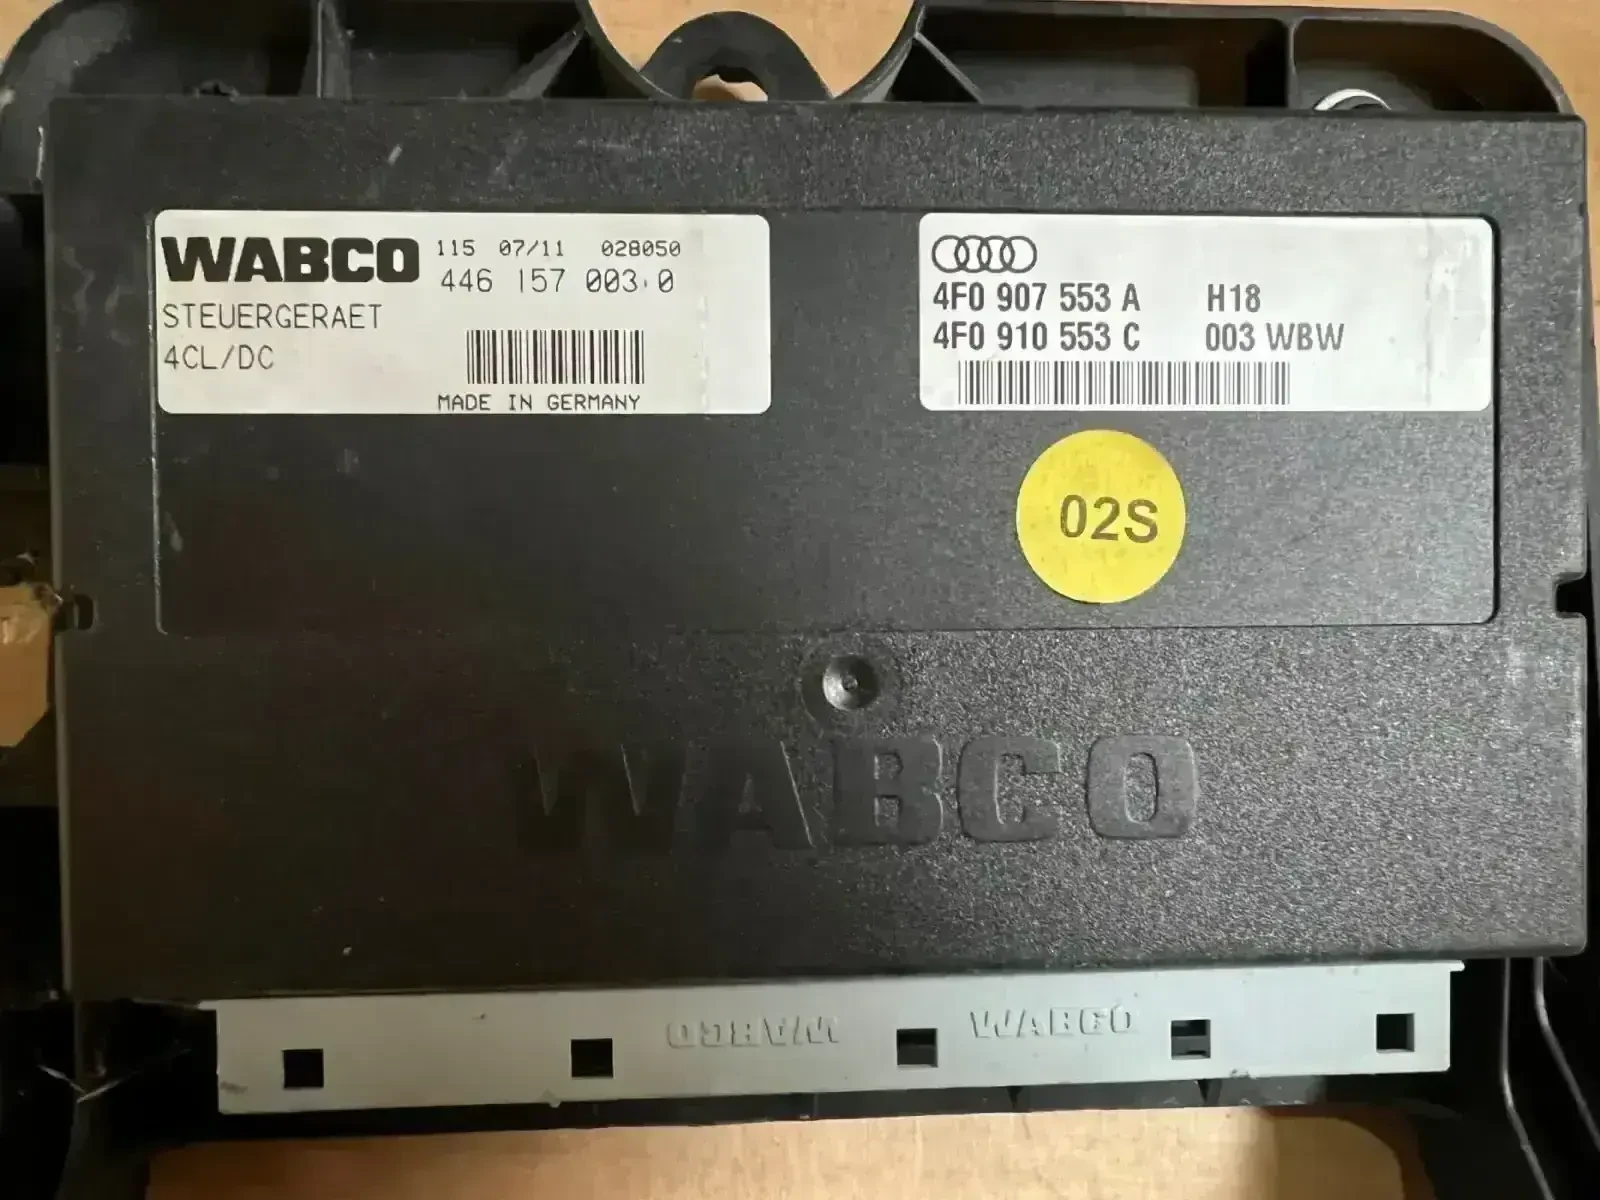 WABCO 115 07/11 028050
446 157 003 0
STEUERGERAET
4CL/DC
MADE IN GERMANY
4F0 907 553 A H18
4F0 910 553 C 003 WBW
02S
WABCO
WABCO WABCO